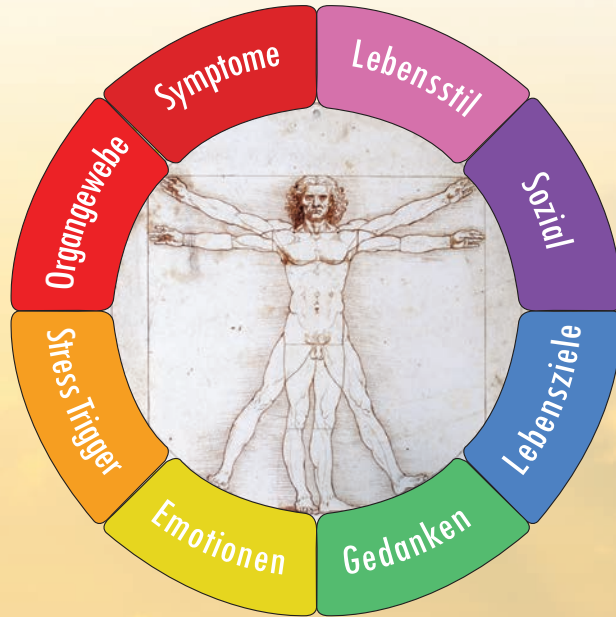 Symptome
Lebensstil
Sozial
Lebensziele
Gedanken
Emotionen
Stress Trigger
Organgewebe